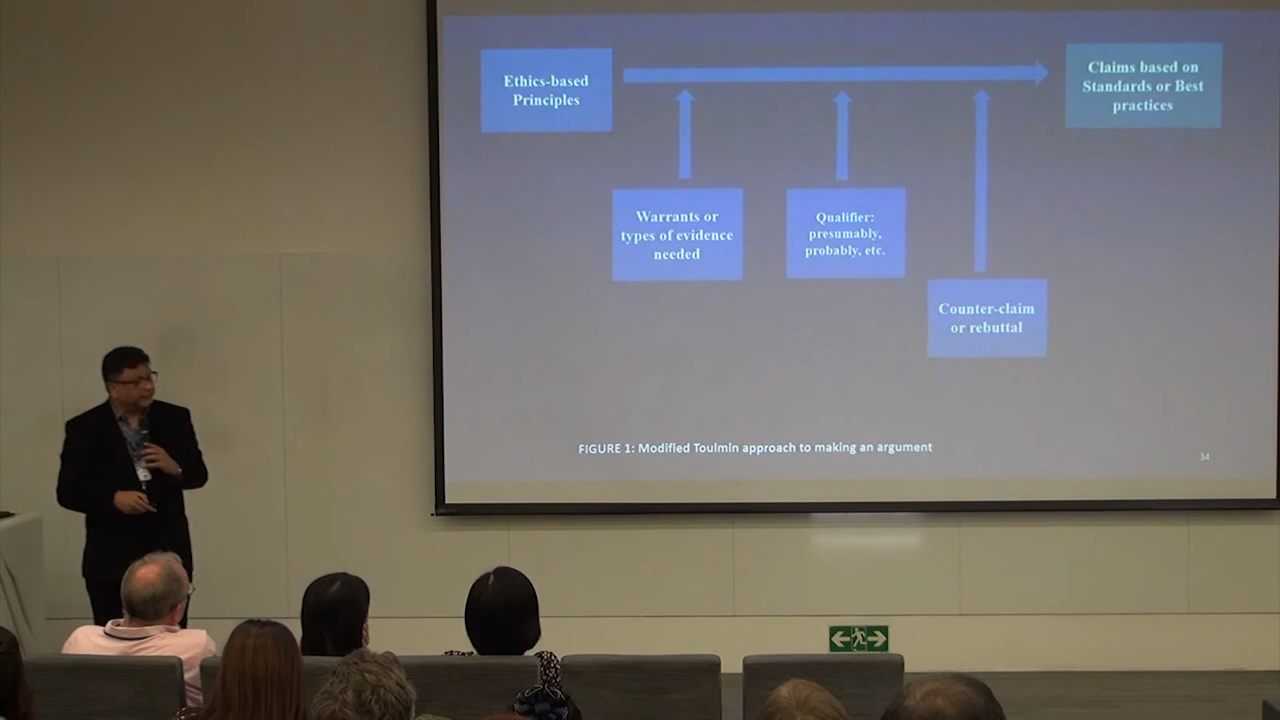 Ethics-based
Principles
Claims based on
Standards or Best
practices
Warrants or
types of evidence
needed
Qualifier:
presumably,
probably, etc.
Counter-claim
or rebuttal
FIGURE 1: Modified Toulmin approach to making an argument
34